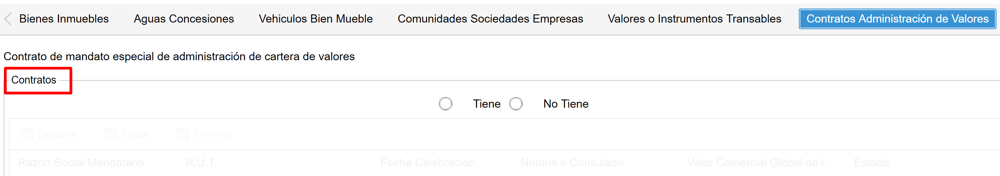 Bienes Inmuebles Aguas Concesiones Vehiculos Bien Mueble Comunidades Sociedades Empresas Valores o Instrumentos Transables Contratos Administración de Valores
Contrato de mandato especial de administración de cartera de valores
Contratos
Tiene No Tiene
Declarar Editar Eliminar
Razón Social Mandatario R.U.T. Fecha Celebración Notaria o Consulado Valor Comercial Global de l... Estado